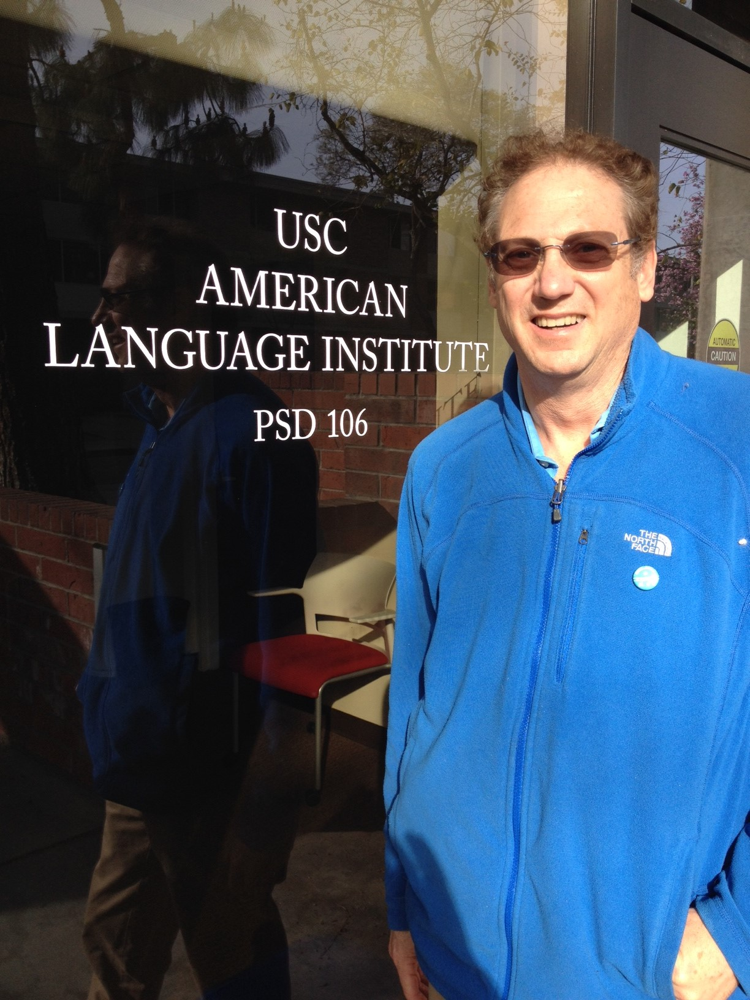 USC
AMERICAN
LANGUAGE INSTITUTE
PSD 106
AUTOMATIC
CAUTION
THE
NORTH
FACE